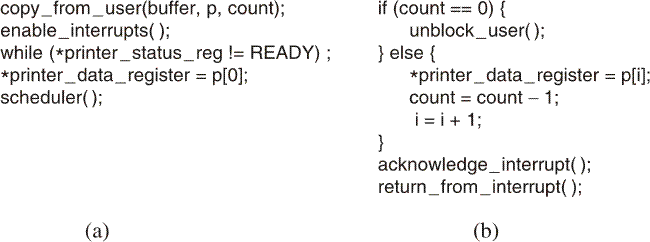 copy_from_user(buffer, p, count);
enable_interrupts( );
while (*printer_status_reg != READY) ;
*printer_data_register = p[0];
scheduler( );
(a)
if (count == 0) {
unblock_user( );
} else {
*printer_data_register = p[i];
count = count – 1;
i = i + 1;
}
acknowledge_interrupt( );
return_from_interrupt( );
(b)